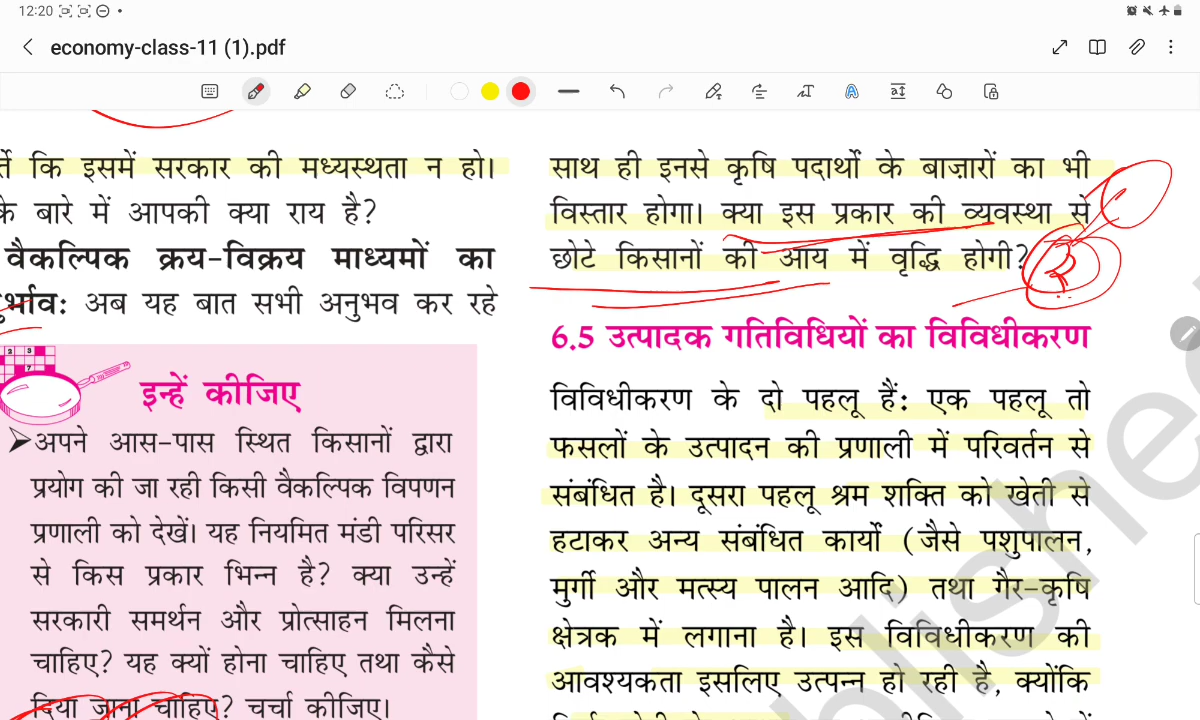 12:20
economy-class-11 (1).pdf
र्ते कि इसमें सरकार की मध्यस्थता न हो।
के बारे में आपकी क्या राय है?
वैकल्पिक क्रय-विक्रय माध्यमों का
र्भाव: अब यह बात सभी अनुभव कर रहे
इन्हें कीजिए
➤अपने आस-पास स्थित किसानों द्वारा
प्रयोग की जा रही किसी वैकल्पिक विपणन
प्रणाली को देखें। यह नियमित मंडी परिसर
से किस प्रकार भिन्न है? क्या उन्हें
सरकारी समर्थन और प्रोत्साहन मिलना
चाहिए? यह क्यों होना चाहिए तथा कैसे
दिया जाना चाहिए? चर्चा कीजिए।
साथ ही इनसे कृषि पदार्थों के बाज़ारों का भी
विस्तार होगा। क्या इस प्रकार की व्यवस्था से
छोटे किसानों की आय में वृद्धि होगी?
6.5 उत्पादक गतिविधियों का विविधीकरण
विविधीकरण के दो पहलू हैं: एक पहलू तो
फसलों के उत्पादन की प्रणाली में परिवर्तन से
संबंधित है। दूसरा पहलू श्रम शक्ति को खेती से
हटाकर अन्य संबंधित कार्यों (जैसे पशुपालन,
मुर्गी और मत्स्य पालन आदि) तथा गैर-कृषि
क्षेत्रक में लगाना है। इस विविधीकरण की
आवश्यकता इसलिए उत्पन्न हो रही है, क्योंकि
blishe